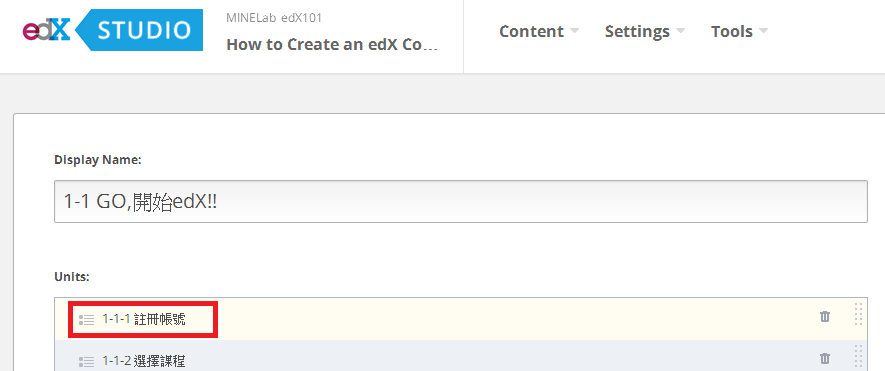 edX STUDIO
MINELab edX101
How to Create an edX Co...
Content
Settings
Tools
Display Name:
1-1 GO,開始edX!!
Units:
1-1-1 註冊帳號
1-1-2 選擇課程